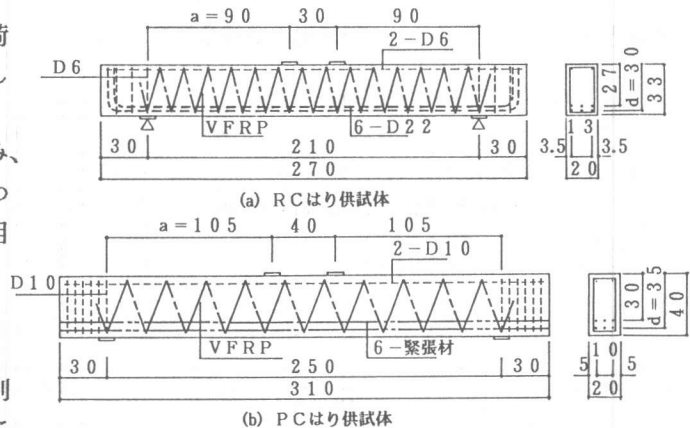 荷
a=90 30 90
2-D6
D6
27
d=30
33
VFRP
6-D22
13
30 210 30
3.5 3.5
270
20
(a) RCはり供試体
a=105 40 105
2-D10
D10
30
d=35
40
VFRP
6-緊張材
10
30 250 30
5 5
310
20
(b) PCはり供試体